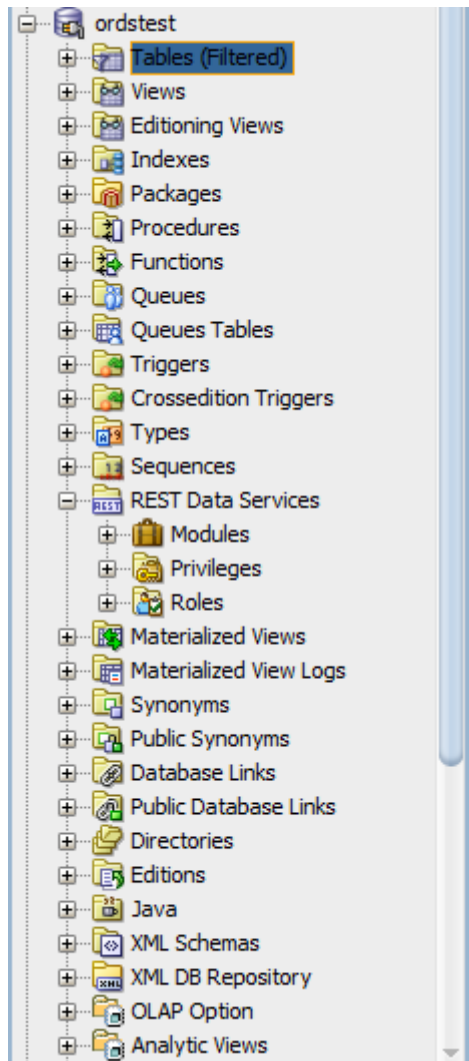 ordstest
Tables (Filtered)
Views
Editioning Views
Indexes
Packages
Procedures
Functions
Queues
Queues Tables
Triggers
Crossedition Triggers
Types
Sequences
REST Data Services
Modules
Privileges
Roles
Materialized Views
Materialized View Logs
Synonyms
Public Synonyms
Database Links
Public Database Links
Directories
Editions
Java
XML Schemas
XML DB Repository
OLAP Option
Analytic Views